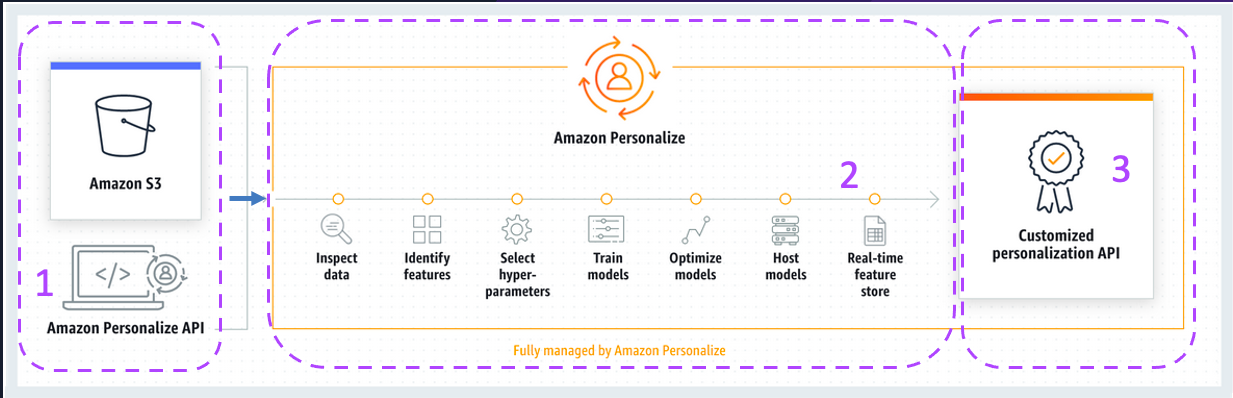 Amazon S3
</>
1
Amazon Personalize API
Amazon Personalize
2
Inspect
data
Identify
features
Select
hyper-
parameters
Train
models
Optimize
models
Host
models
Real-time
feature
store
Fully managed by Amazon Personalize
3
Customized
personalization API